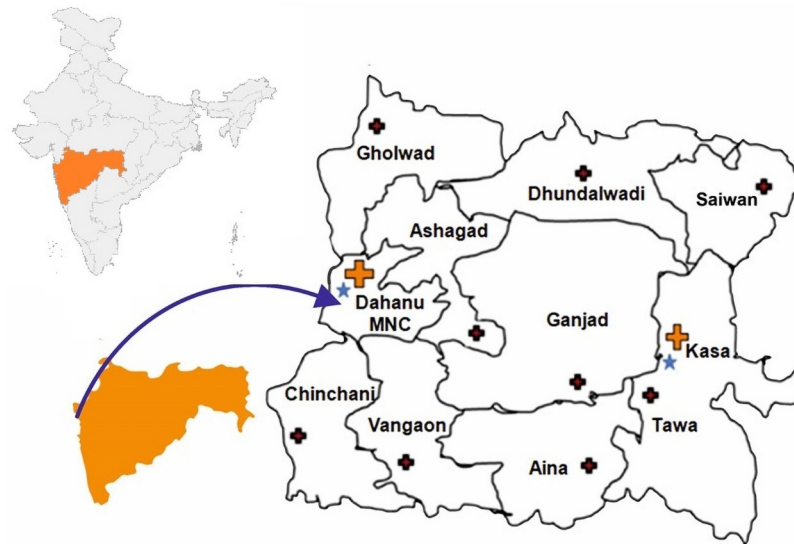 Gholwad
Dhundalwadi
Saiwan
Ashagad
Dahanu
MNC
Ganjad
Kasa
Chinchani
Vangaon
Tawa
Aina